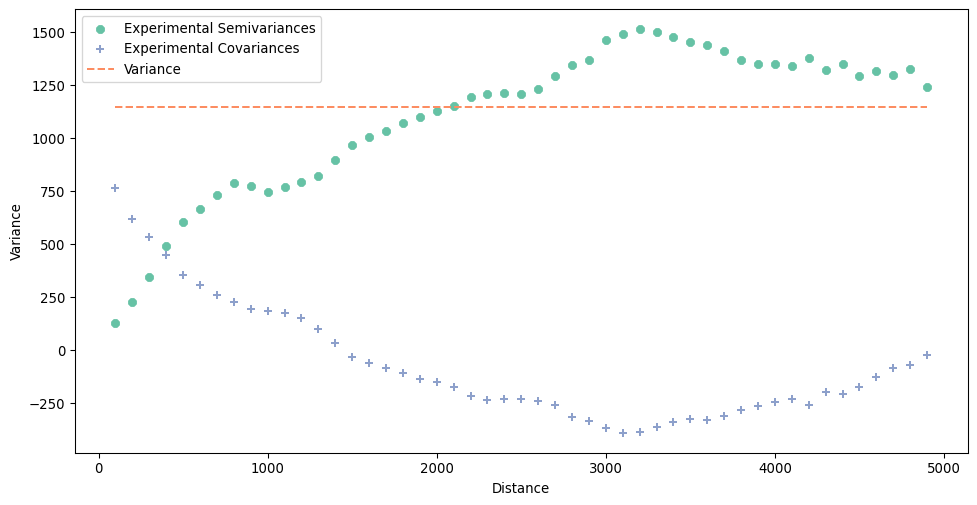 Experimental Semivariances
Experimental Covariances
Variance
1500
1250
1000
750
500
250
0
−250
Variance
0
1000
2000
3000
4000
5000
Distance